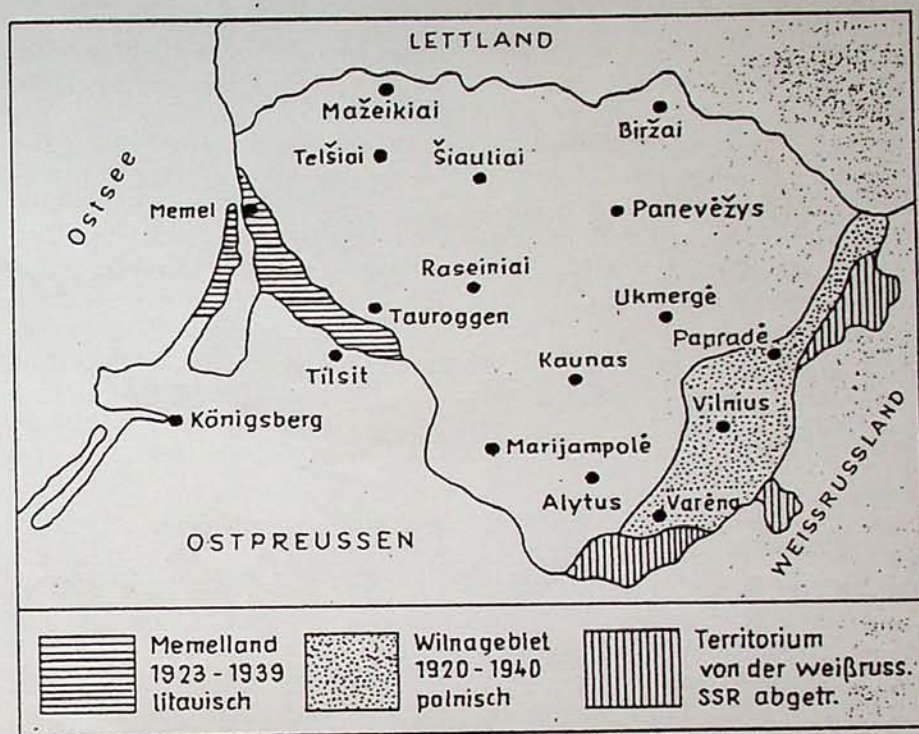 LETTLAND
Mažeikiai
Biržai
Telšiai
Šiauliai
Ostsee
Memel
Panevėžys
Raseiniai
Tauroggen
Ukmergė
Papradė
Tilsit
Kaunas
Vilnius
Königsberg
Marijampolė
Alytus
Varėna
WEISSRUSSLAND
OSTPREUSSEN
Memelland
1923-1939
litauisch
Wilnagebiet
1920-1940
polnisch
Territorium
von der weißruss.
SSR abgetr.